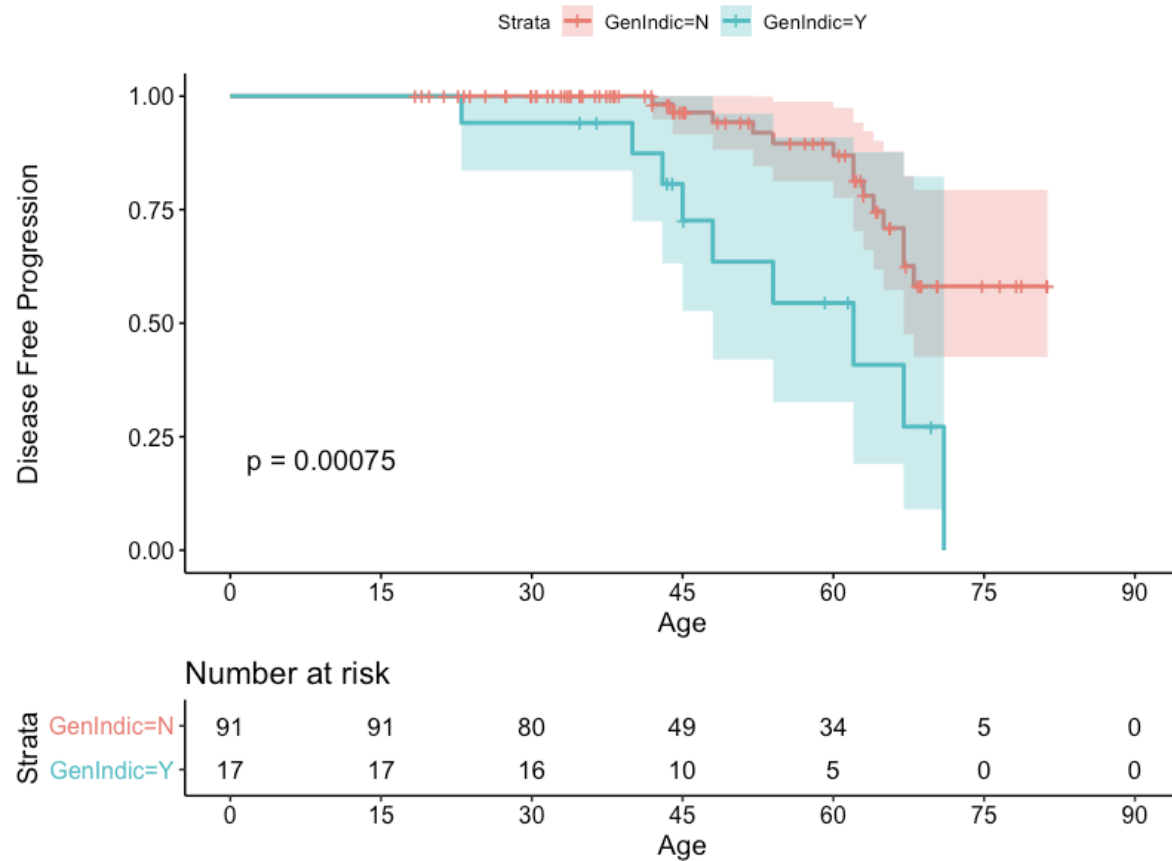 Strata GenIndic=N GenIndic=Y
Disease Free Progression
1.00
0.75
0.50
0.25
0.00
p = 0.00075
0 15 30 45 60 75 90
Age
Number at risk
Strata
GenIndic=N 91 91 80 49 34 5 0
GenIndic=Y 17 17 16 10 5 0 0
0 15 30 45 60 75 90
Age